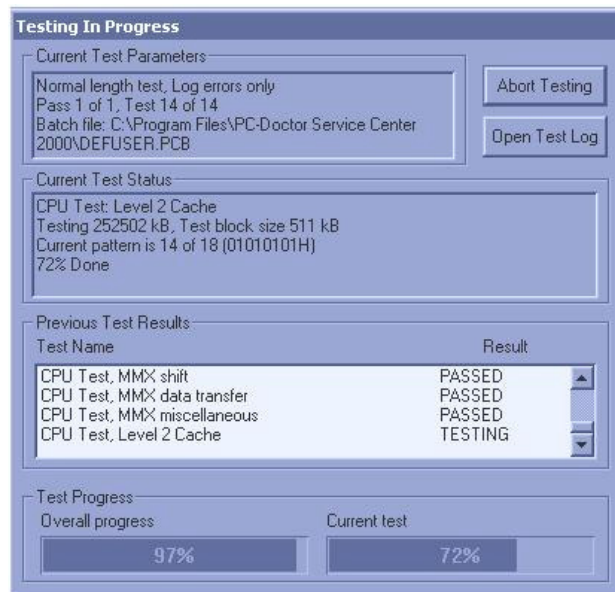 Testing In Progress
Current Test Parameters
Normal length test, Log errors only
Pass 1 of 1, Test 14 of 14
Batch file: C:\Program Files\PC-Doctor Service Center
2000\DEFUSER.PCB
Abort Testing
Open Test Log
Current Test Status
CPU Test: Level 2 Cache
Testing 252502 kB, Test block size 511 kB
Current pattern is 14 of 18 (01010101H)
72% Done
Previous Test Results
Test Name Result
CPU Test, MMX shift PASSED
CPU Test, MMX data transfer PASSED
CPU Test, MMX miscellaneous PASSED
CPU Test, Level 2 Cache TESTING
Test Progress
Overall progress Current test
97% 72%